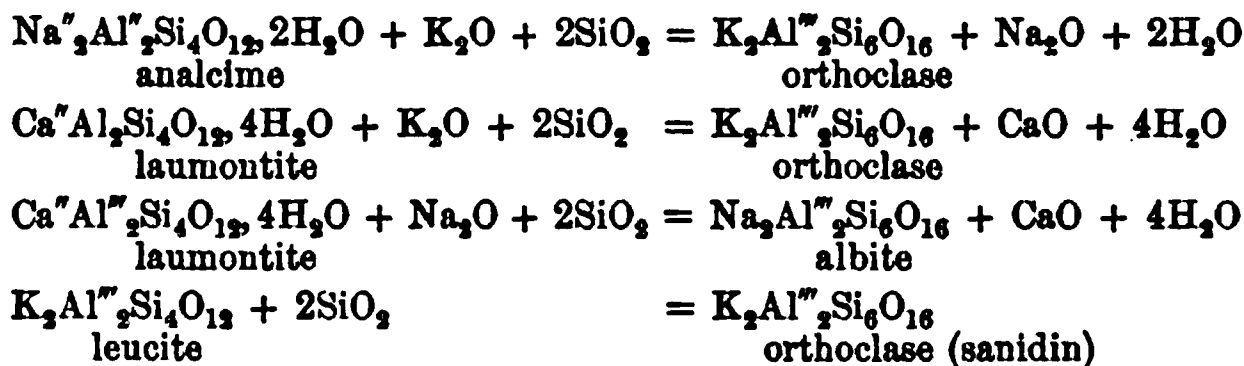 Na″₂Al″₂Si₄O₁₂, 2H₂O + K₂O + 2SiO₂ = K₂Al‴₂Si₆O₁₆ + Na₂O + 2H₂O
analcime orthoclase
Ca″Al₂Si₄O₁₂, 4H₂O + K₂O + 2SiO₂ = K₂Al‴₂Si₆O₁₆ + CaO + 4H₂O
laumontite orthoclase
Ca″Al‴₂Si₄O₁₂, 4H₂O + Na₂O + 2SiO₂ = Na₂Al‴₂Si₆O₁₆ + CaO + 4H₂O
laumontite albite
K₂Al‴₂Si₄O₁₂ + 2SiO₂ = K₂Al‴₂Si₆O₁₆
leucite orthoclase (sanidin)